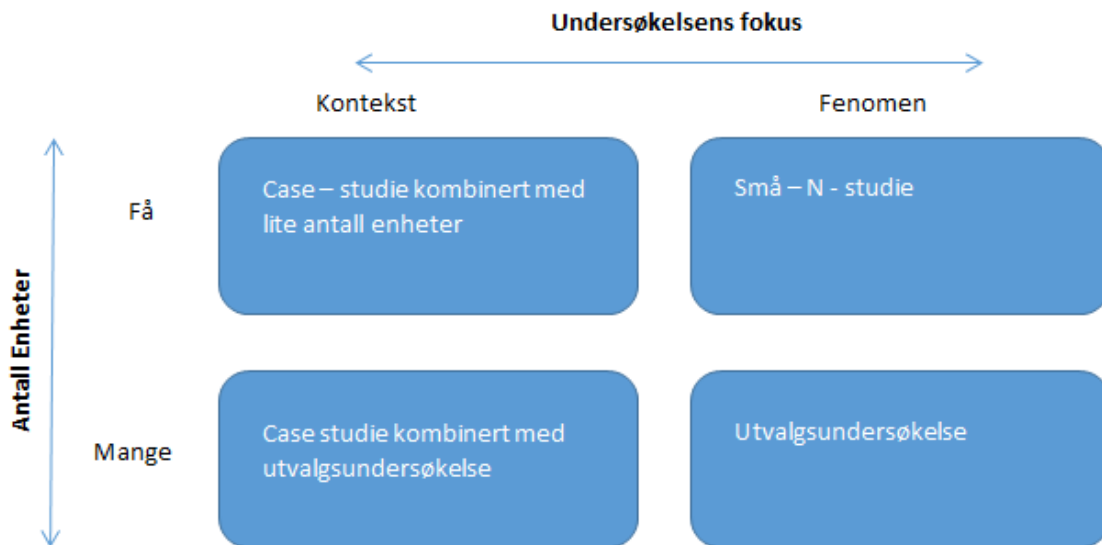 Undersøkelsens fokus
Kontekst
Fenomen
Antall Enheter
Få
Case – studie kombinert med
lite antall enheter
Små – N - studie
Mange
Case studie kombinert med
utvalgsundersøkelse
Utvalgsundersøkelse